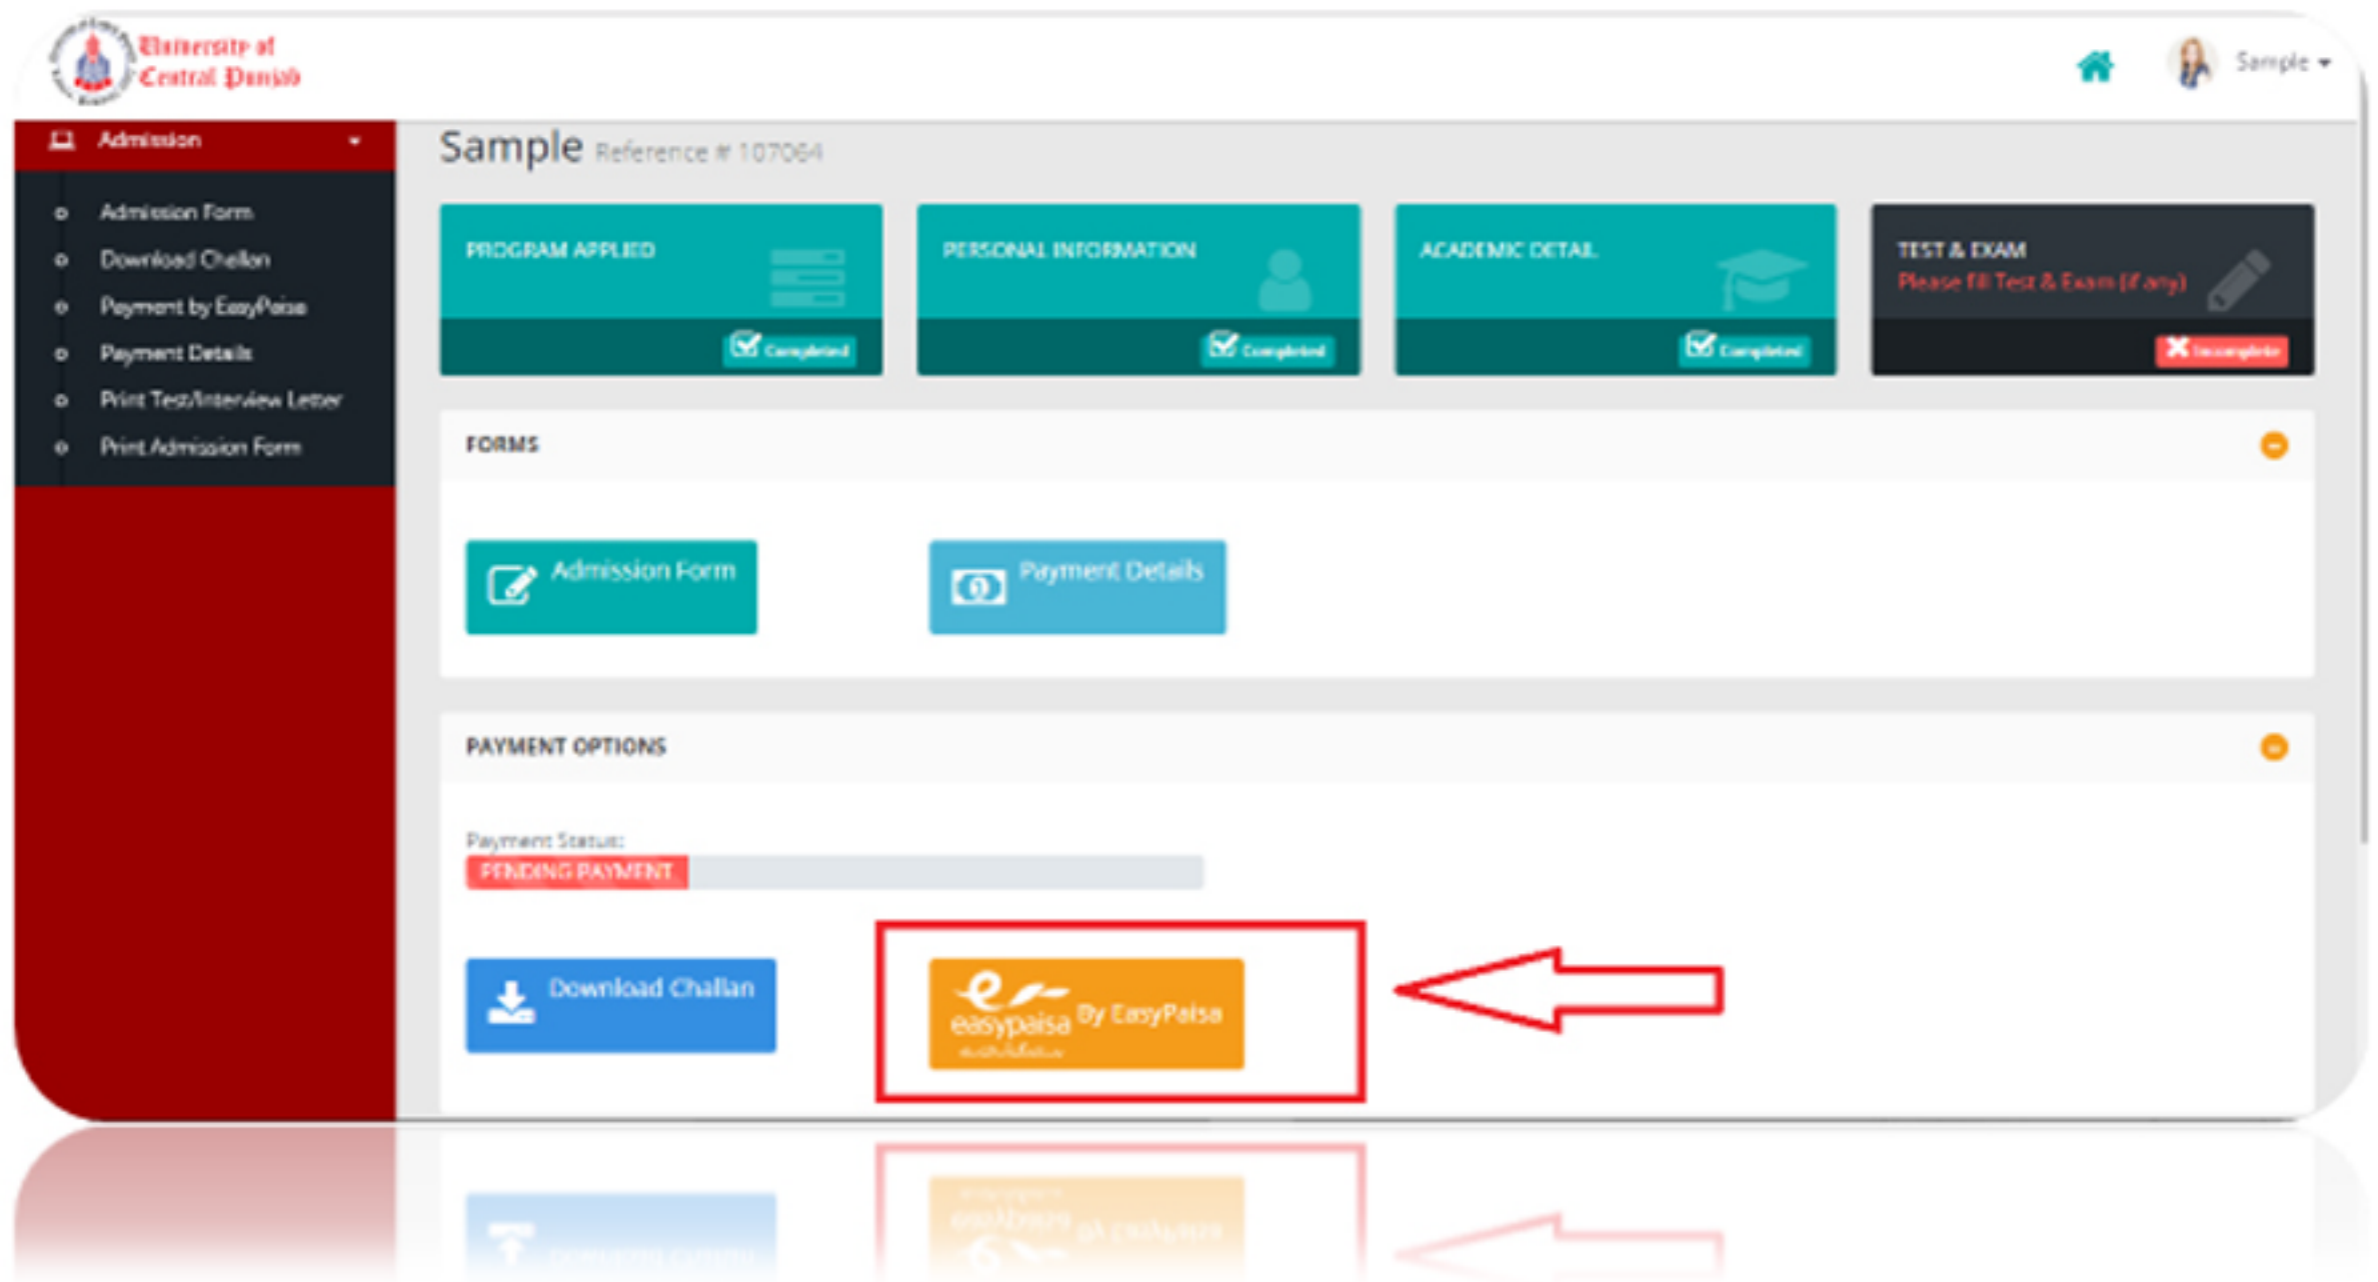 University of
Central Punjab
Sample
Admission
Admission Form
Download Challan
Payment by EasyPaisa
Payment Details
Print Test/Interview Letter
Print Admission Form
Sample Reference # 107064
PROGRAM APPLIED
Completed
PERSONAL INFORMATION
Completed
ACADEMIC DETAIL
Completed
TEST & EXAM
Please fill Test & Exam (if any)
Incomplete
FORMS
Admission Form
Payment Details
PAYMENT OPTIONS
Payment Status:
PENDING PAYMENT
Download Challan
easypaisa By EasyPaisa